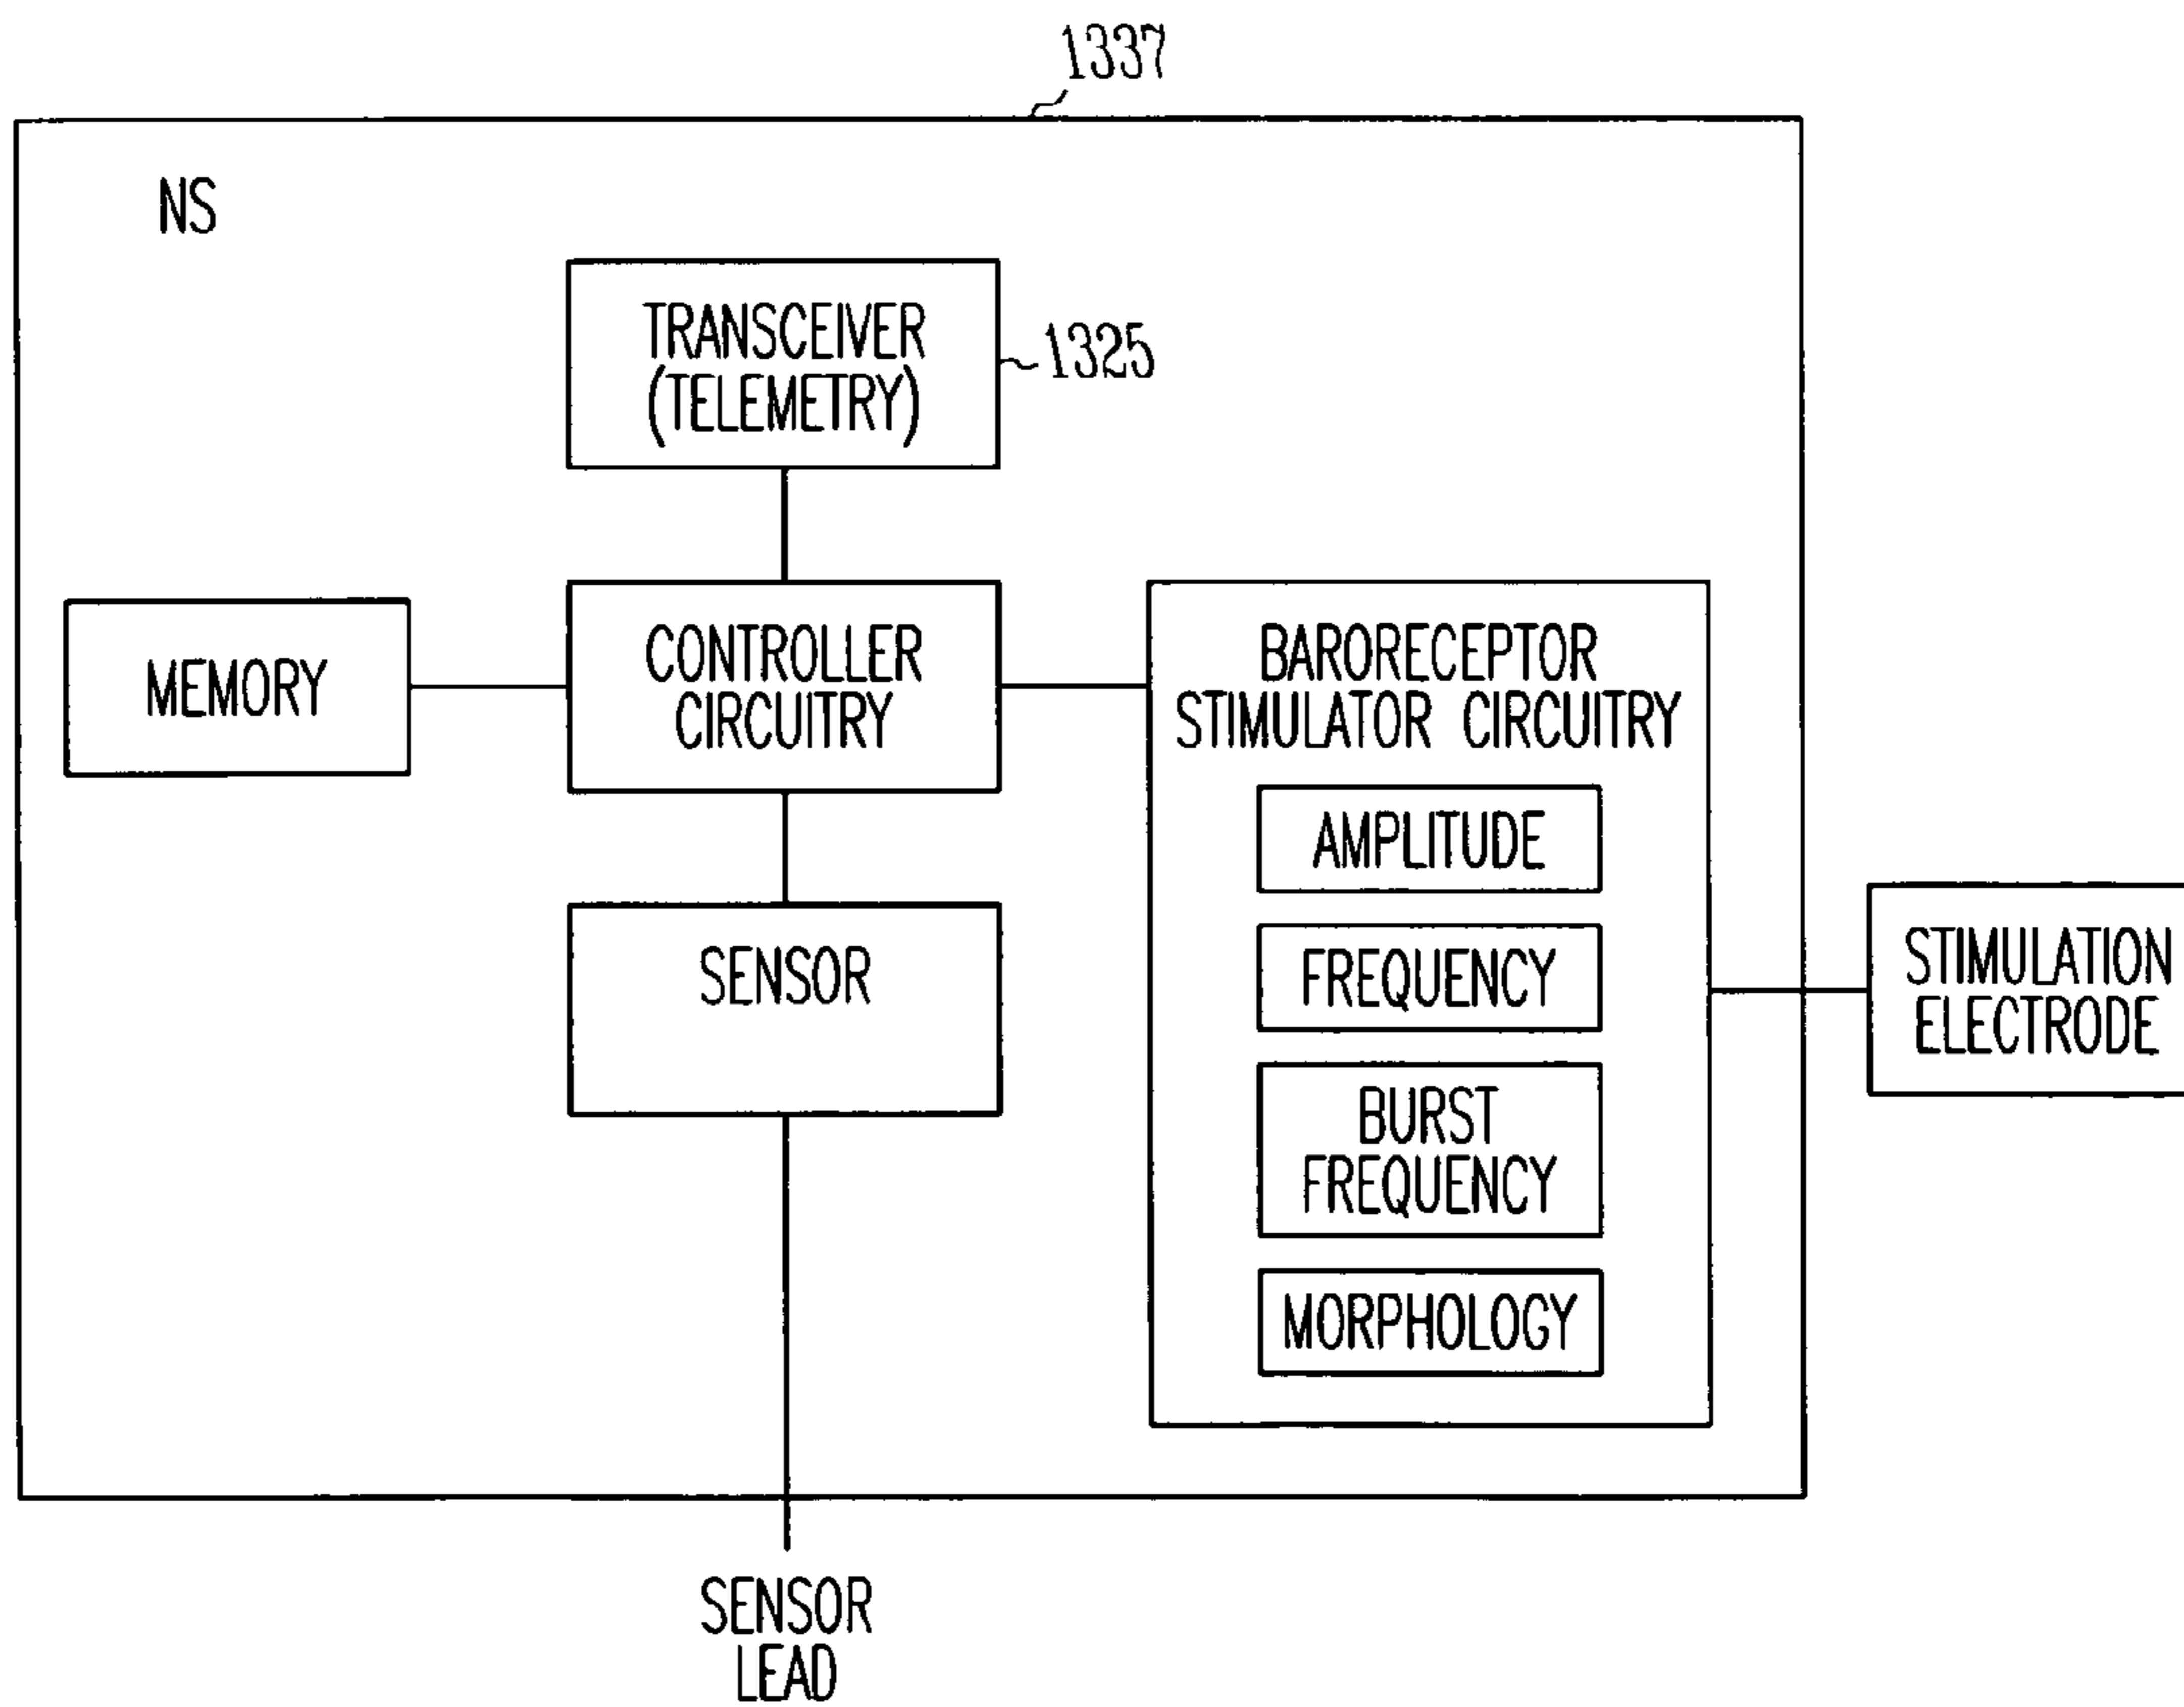 1337
NS
TRANSCEIVER
(TELEMETRY)
1325
MEMORY
CONTROLLER
CIRCUITRY
BARORECEPTOR
STIMULATOR CIRCUITRY
AMPLITUDE
FREQUENCY
BURST
FREQUENCY
MORPHOLOGY
SENSOR
STIMULATION
ELECTRODE
SENSOR
LEAD